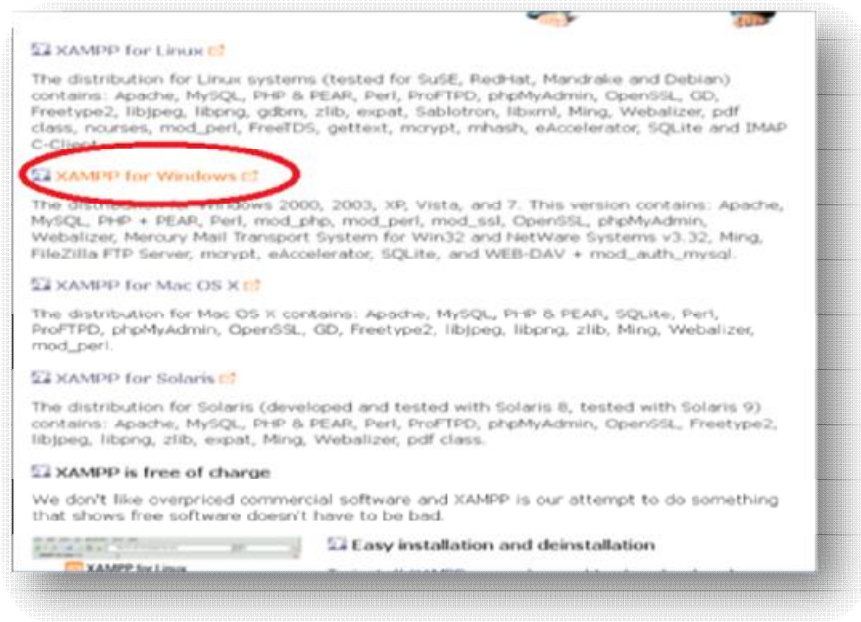 XAMPP for Linux
The distribution for Linux systems (tested for SuSE, RedHat, Mandrake and Debian)
contains: Apache, MySQL, PHP & PEAR, Perl, ProFTPD, phpMyAdmin, OpenSSL, GD,
Freetype2, libjpeg, libpng, gdbm, zlib, expat, Sablotron, libxml, Ming, Webalizer, pdf
class, ncurses, mod_perl, FreeTDS, gettext, mcrypt, mhash, eAccelerator, SQLite and IMAP
C-Client.
XAMPP for Windows
The distribution for Windows 2000, 2003, XP, Vista, and 7. This version contains: Apache,
MySQL, PHP + PEAR, Perl, mod_php, mod_perl, mod_ssl, OpenSSL, phpMyAdmin,
Webalizer, Mercury Mail Transport System for Win32 and NetWare Systems v3.32, Ming,
FileZilla FTP Server, mcrypt, eAccelerator, SQLite, and WEB-DAV + mod_auth_mysql.
XAMPP for Mac OS X
The distribution for Mac OS X contains: Apache, MySQL, PHP & PEAR, SQLite, Perl,
ProFTPD, phpMyAdmin, OpenSSL, GD, Freetype2, libjpeg, libpng, zlib, Ming, Webalizer,
mod_perl.
XAMPP for Solaris
The distribution for Solaris (developed and tested with Solaris 8, tested with Solaris 9)
contains: Apache, MySQL, PHP & PEAR, Perl, ProFTPD, phpMyAdmin, OpenSSL, Freetype2,
libjpeg, libpng, zlib, expat, Ming, Webalizer, pdf class.
XAMPP is free of charge
We don't like overpriced commercial software and XAMPP is our attempt to do something
that shows free software doesn't have to be bad.
Easy installation and deinstallation
XAMPP for Linux